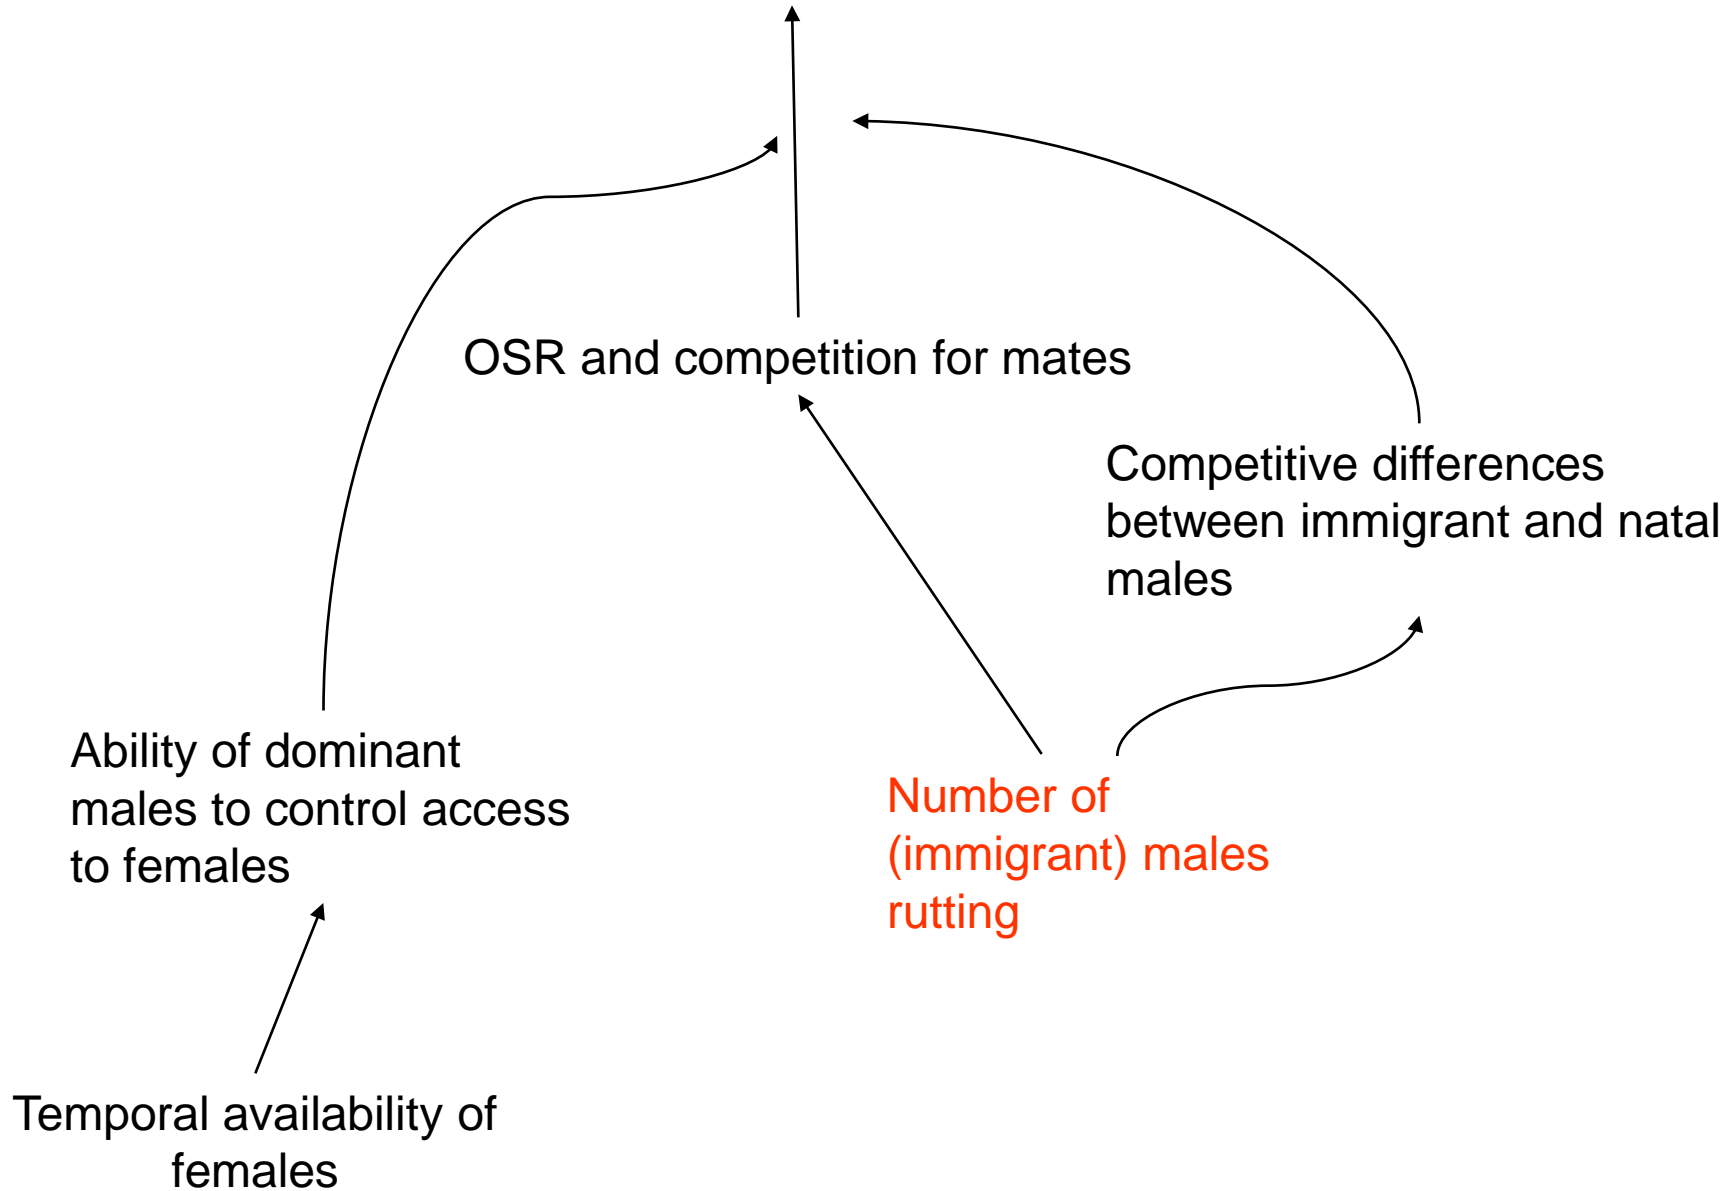 OSR and competition for mates
Competitive differences
between immigrant and natal
males
Ability of dominant
males to control access
to females
Number of
(immigrant) males
rutting
Temporal availability of
females